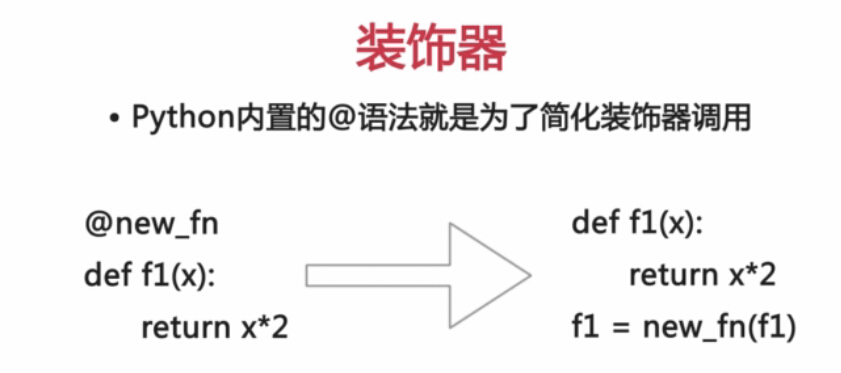 装饰器
• Python内置的@语法就是为了简化装饰器调用
@new_fn
def f1(x):
    return x*2
def f1(x):
    return x*2
f1 = new_fn(f1)